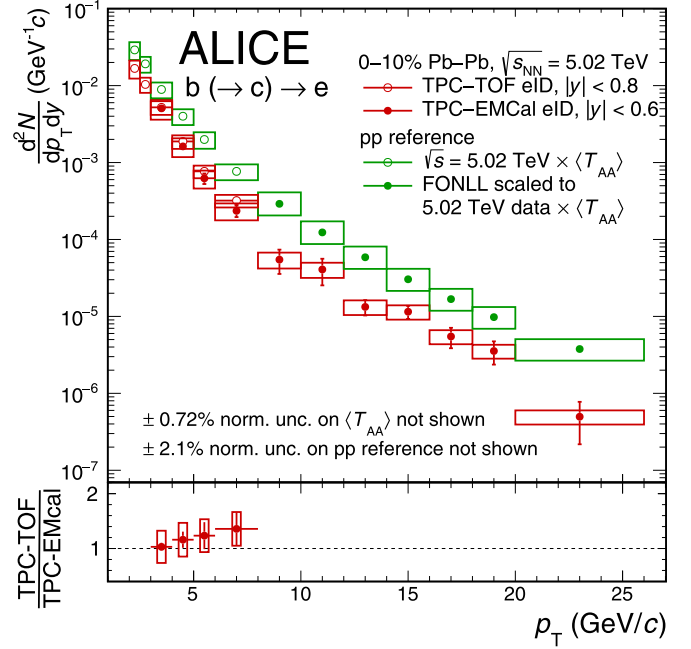 ALICE
b (→ c) → e
0–10% Pb–Pb, √sNN = 5.02 TeV
TPC–TOF eID, |y| < 0.8
TPC–EMCal eID, |y| < 0.6
pp reference
√s = 5.02 TeV × ⟨TAA⟩
FONLL scaled to
5.02 TeV data × ⟨TAA⟩
d²N/dpTdy (GeV⁻¹c)
10⁻¹
10⁻²
10⁻³
10⁻⁴
10⁻⁵
10⁻⁶
10⁻⁷
± 0.72% norm. unc. on ⟨TAA⟩ not shown
± 2.1% norm. unc. on pp reference not shown
TPC-TOF
TPC-EMcal
2
1
5 10 15 20 25
pT (GeV/c)